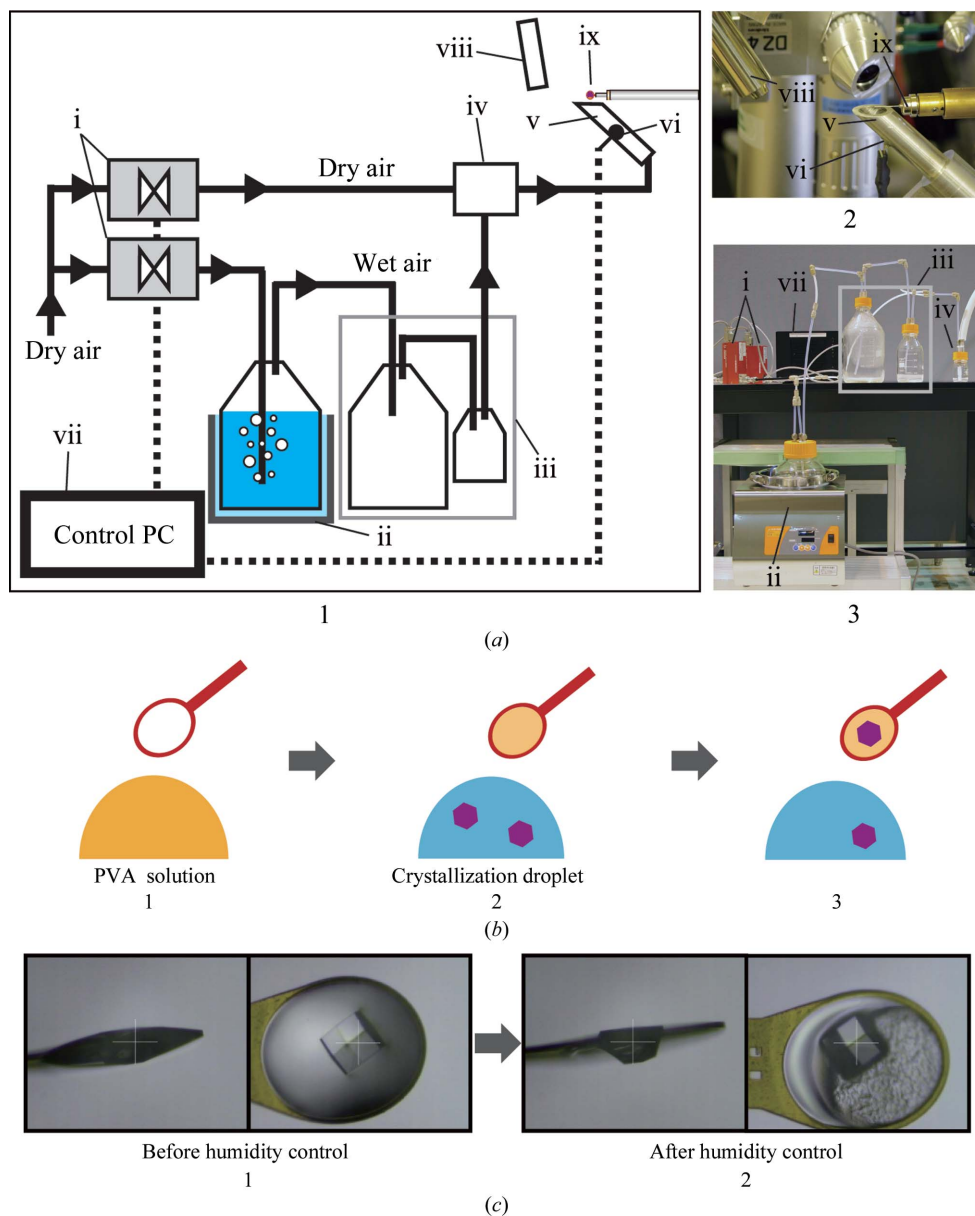 viii
ix
v
vi
iv
i
Dry air
Wet air
Dry air
vii
Control PC
ii
iii
1
DZ 4
viii
ix
v
vi
2
i
vii
iii
iv
ii
3
(a)
PVA solution
1
Crystallization droplet
2
3
(b)
Before humidity control
1
After humidity control
2
(c)